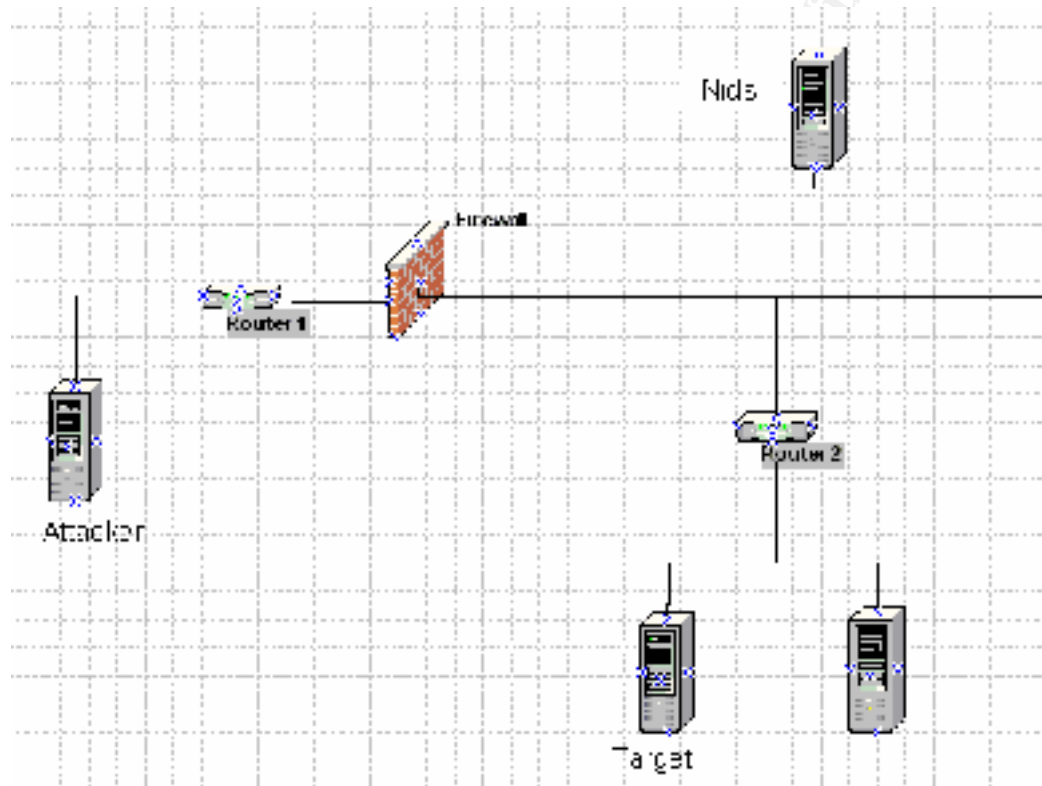 Nids
Firewall
Router 1
Router 2
Attacker
Target